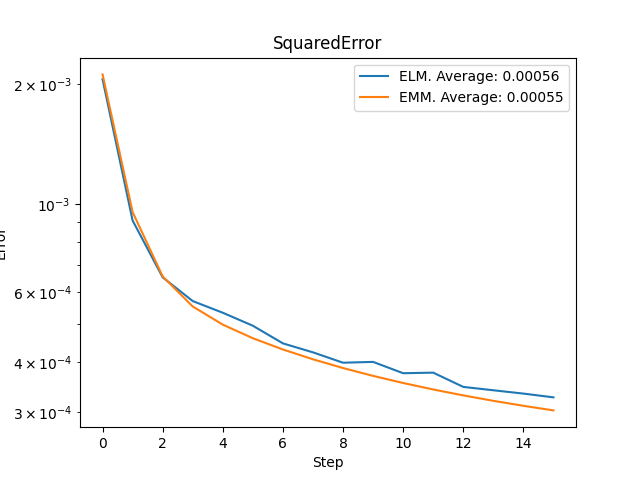 SquaredError
ELM. Average: 0.00056
EMM. Average: 0.00055
2 × 10⁻³
10⁻³
6 × 10⁻⁴
4 × 10⁻⁴
3 × 10⁻⁴
Error
0 2 4 6 8 10 12 14
Step